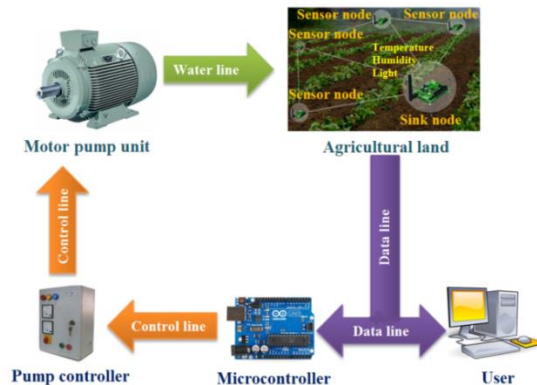 Sensor node
Sensor node
Sensor node
Temperature
Humidity
Light
Sensor node
Sink node
Water line
Motor pump unit
Agricultural land
Control line
Data line
Control line
Data line
Pump controller
Microcontroller
User